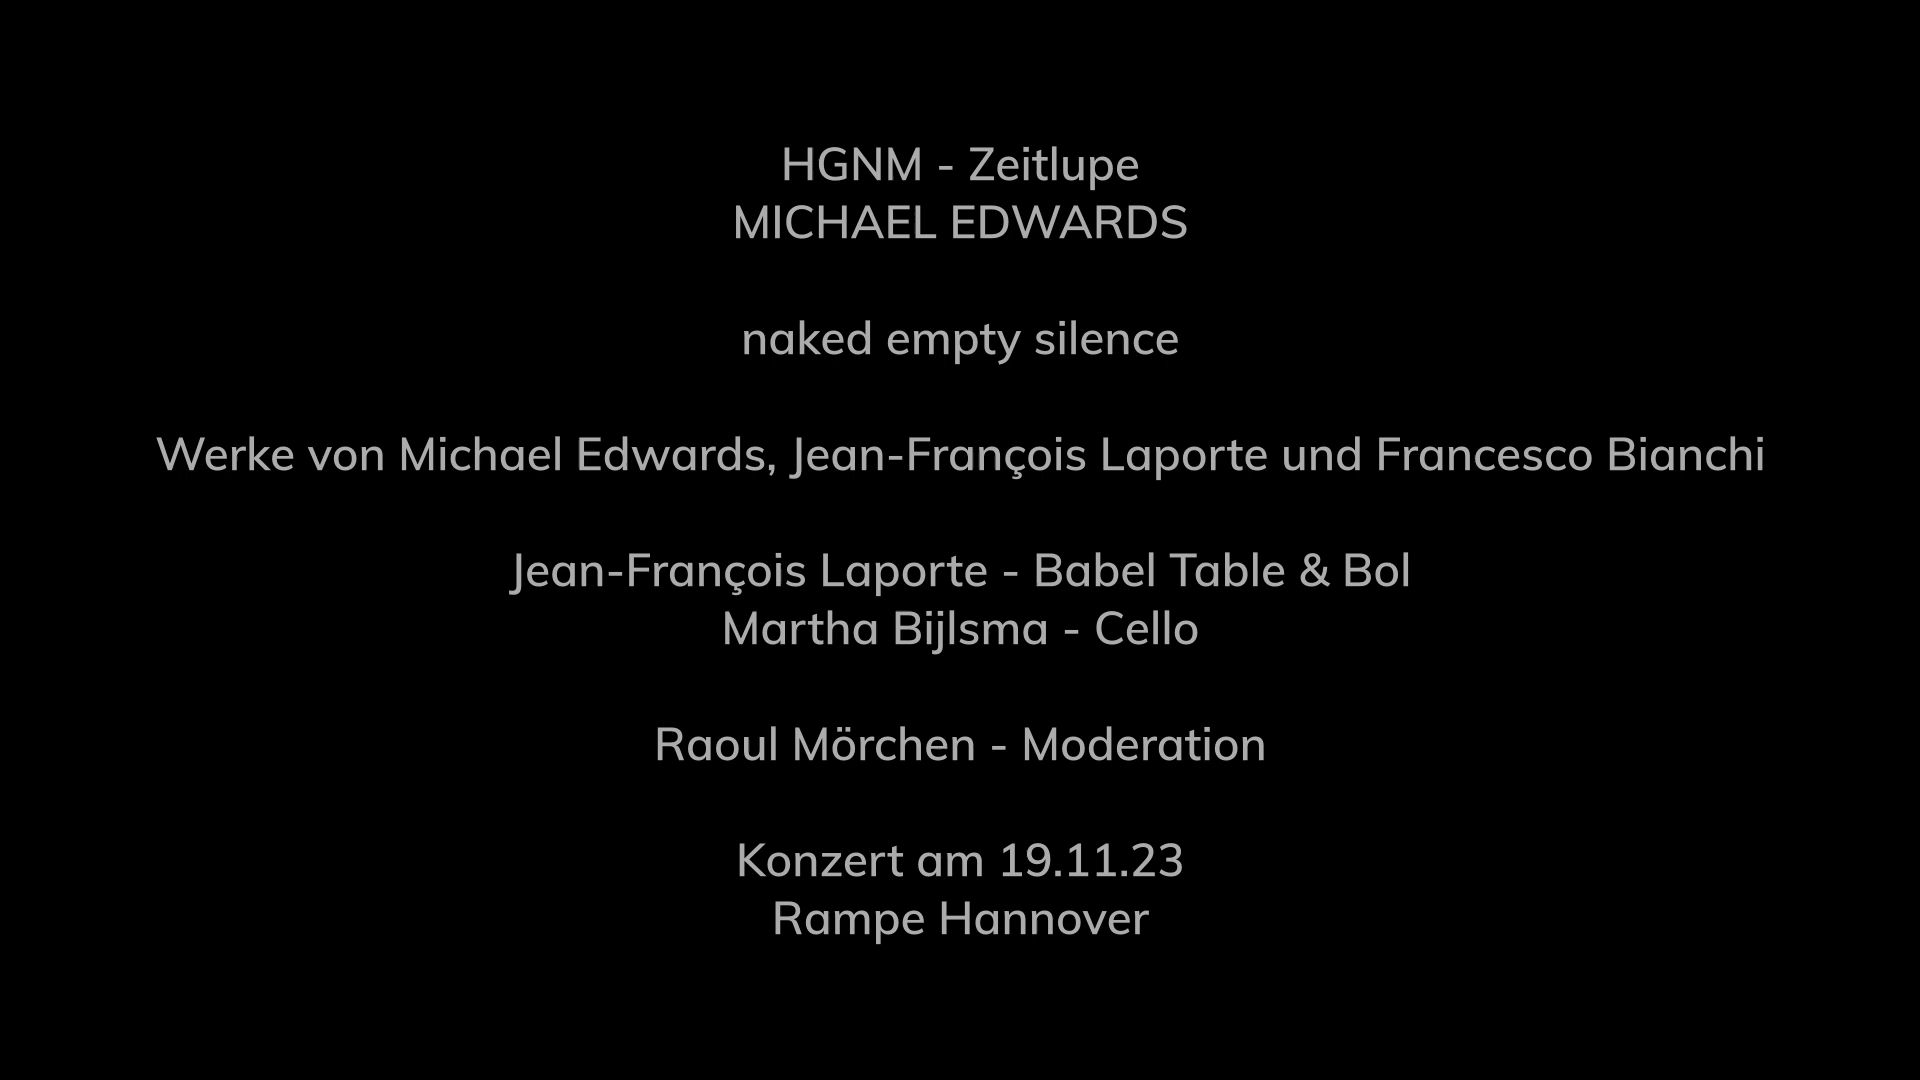 HGNM - Zeitlupe
MICHAEL EDWARDS
naked empty silence
Werke von Michael Edwards, Jean-François Laporte und Francesco Bianchi
Jean-François Laporte - Babel Table & Bol
Martha Bijlsma - Cello
Raoul Mörchen - Moderation
Konzert am 19.11.23
Rampe Hannover